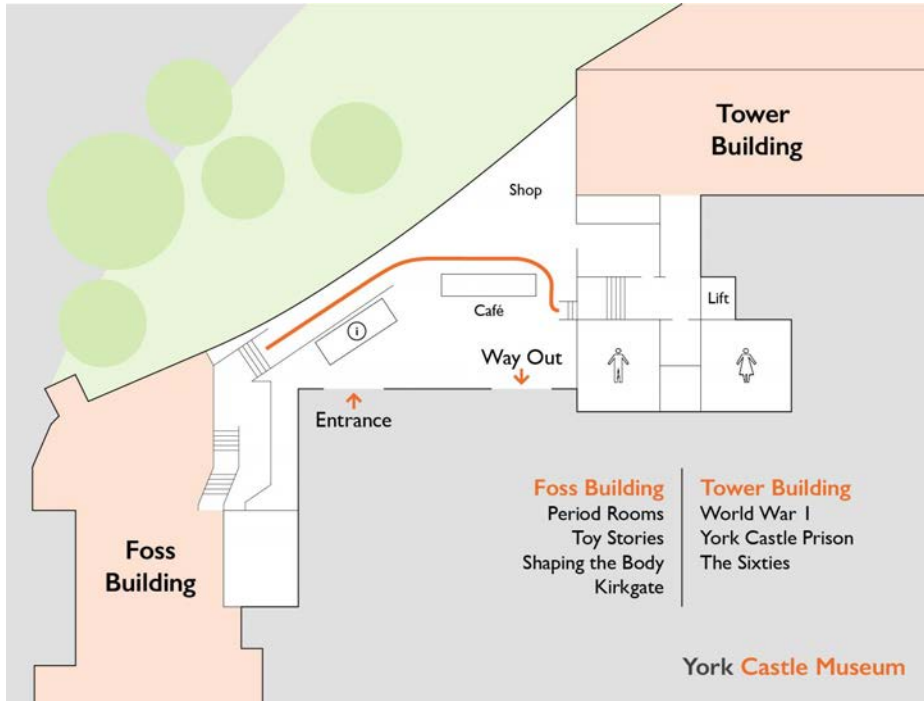 Tower
Building
Shop
Lift
Café
i
Way Out
Entrance
Foss
Building
Foss Building
Period Rooms
Toy Stories
Shaping the Body
Kirkgate
Tower Building
World War I
York Castle Prison
The Sixties
York Castle Museum